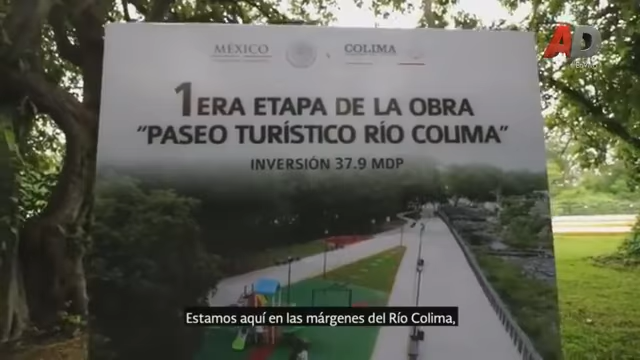 AD
MÉXICO
COLIMA
1ERA ETAPA DE LA OBRA
"PASEO TURÍSTICO RÍO COLIMA"
INVERSIÓN 37.9 MDP
Estamos aquí en las márgenes del Río Colima,